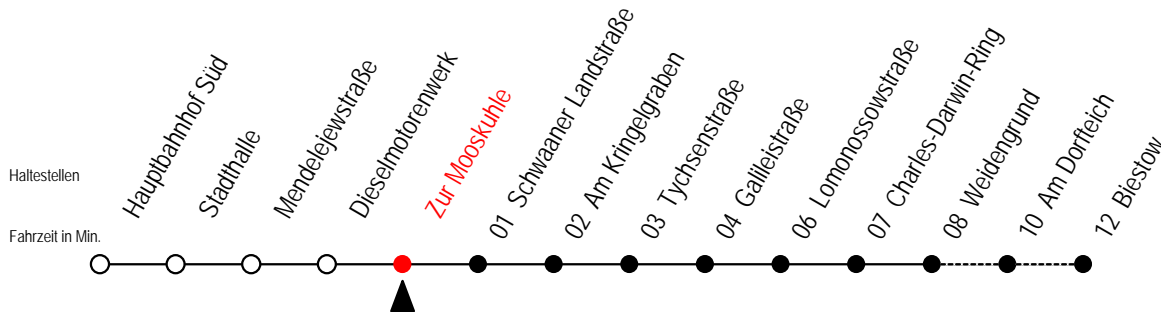 Haltestellen
Fahrzeit in Min.
Hauptbahnhof Süd
Stadthalle
Mendelejewstraße
Dieselmotorenwerk
Zur Mooskuhle
01 Schwaaner Landstraße
02 Am Kringelgraben
03 Tychsenstraße
04 Galileistraße
06 Lomonossowstraße
07 Charles-Darwin-Ring
08 Weidengrund
10 Am Dorfteich
12 Biestow